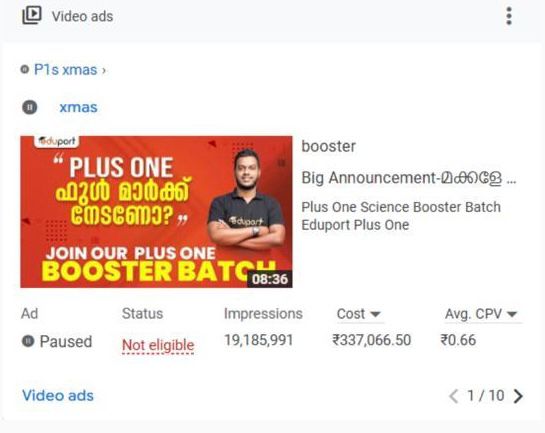 Video ads
P1s xmas ›
xmas
eduport
“ PLUS ONE
ഫുൾ മാർക്ക്
നേടണോ? ”
eduport
JOIN OUR PLUS ONE
BOOSTER BATCH
08:36
booster
Big Announcement-മക്കളേ ...
Plus One Science Booster Batch
Eduport Plus One
Ad Status Impressions Cost Avg. CPV
Paused Not eligible 19,185,991 ₹337,066.50 ₹0.66
Video ads
1 / 10